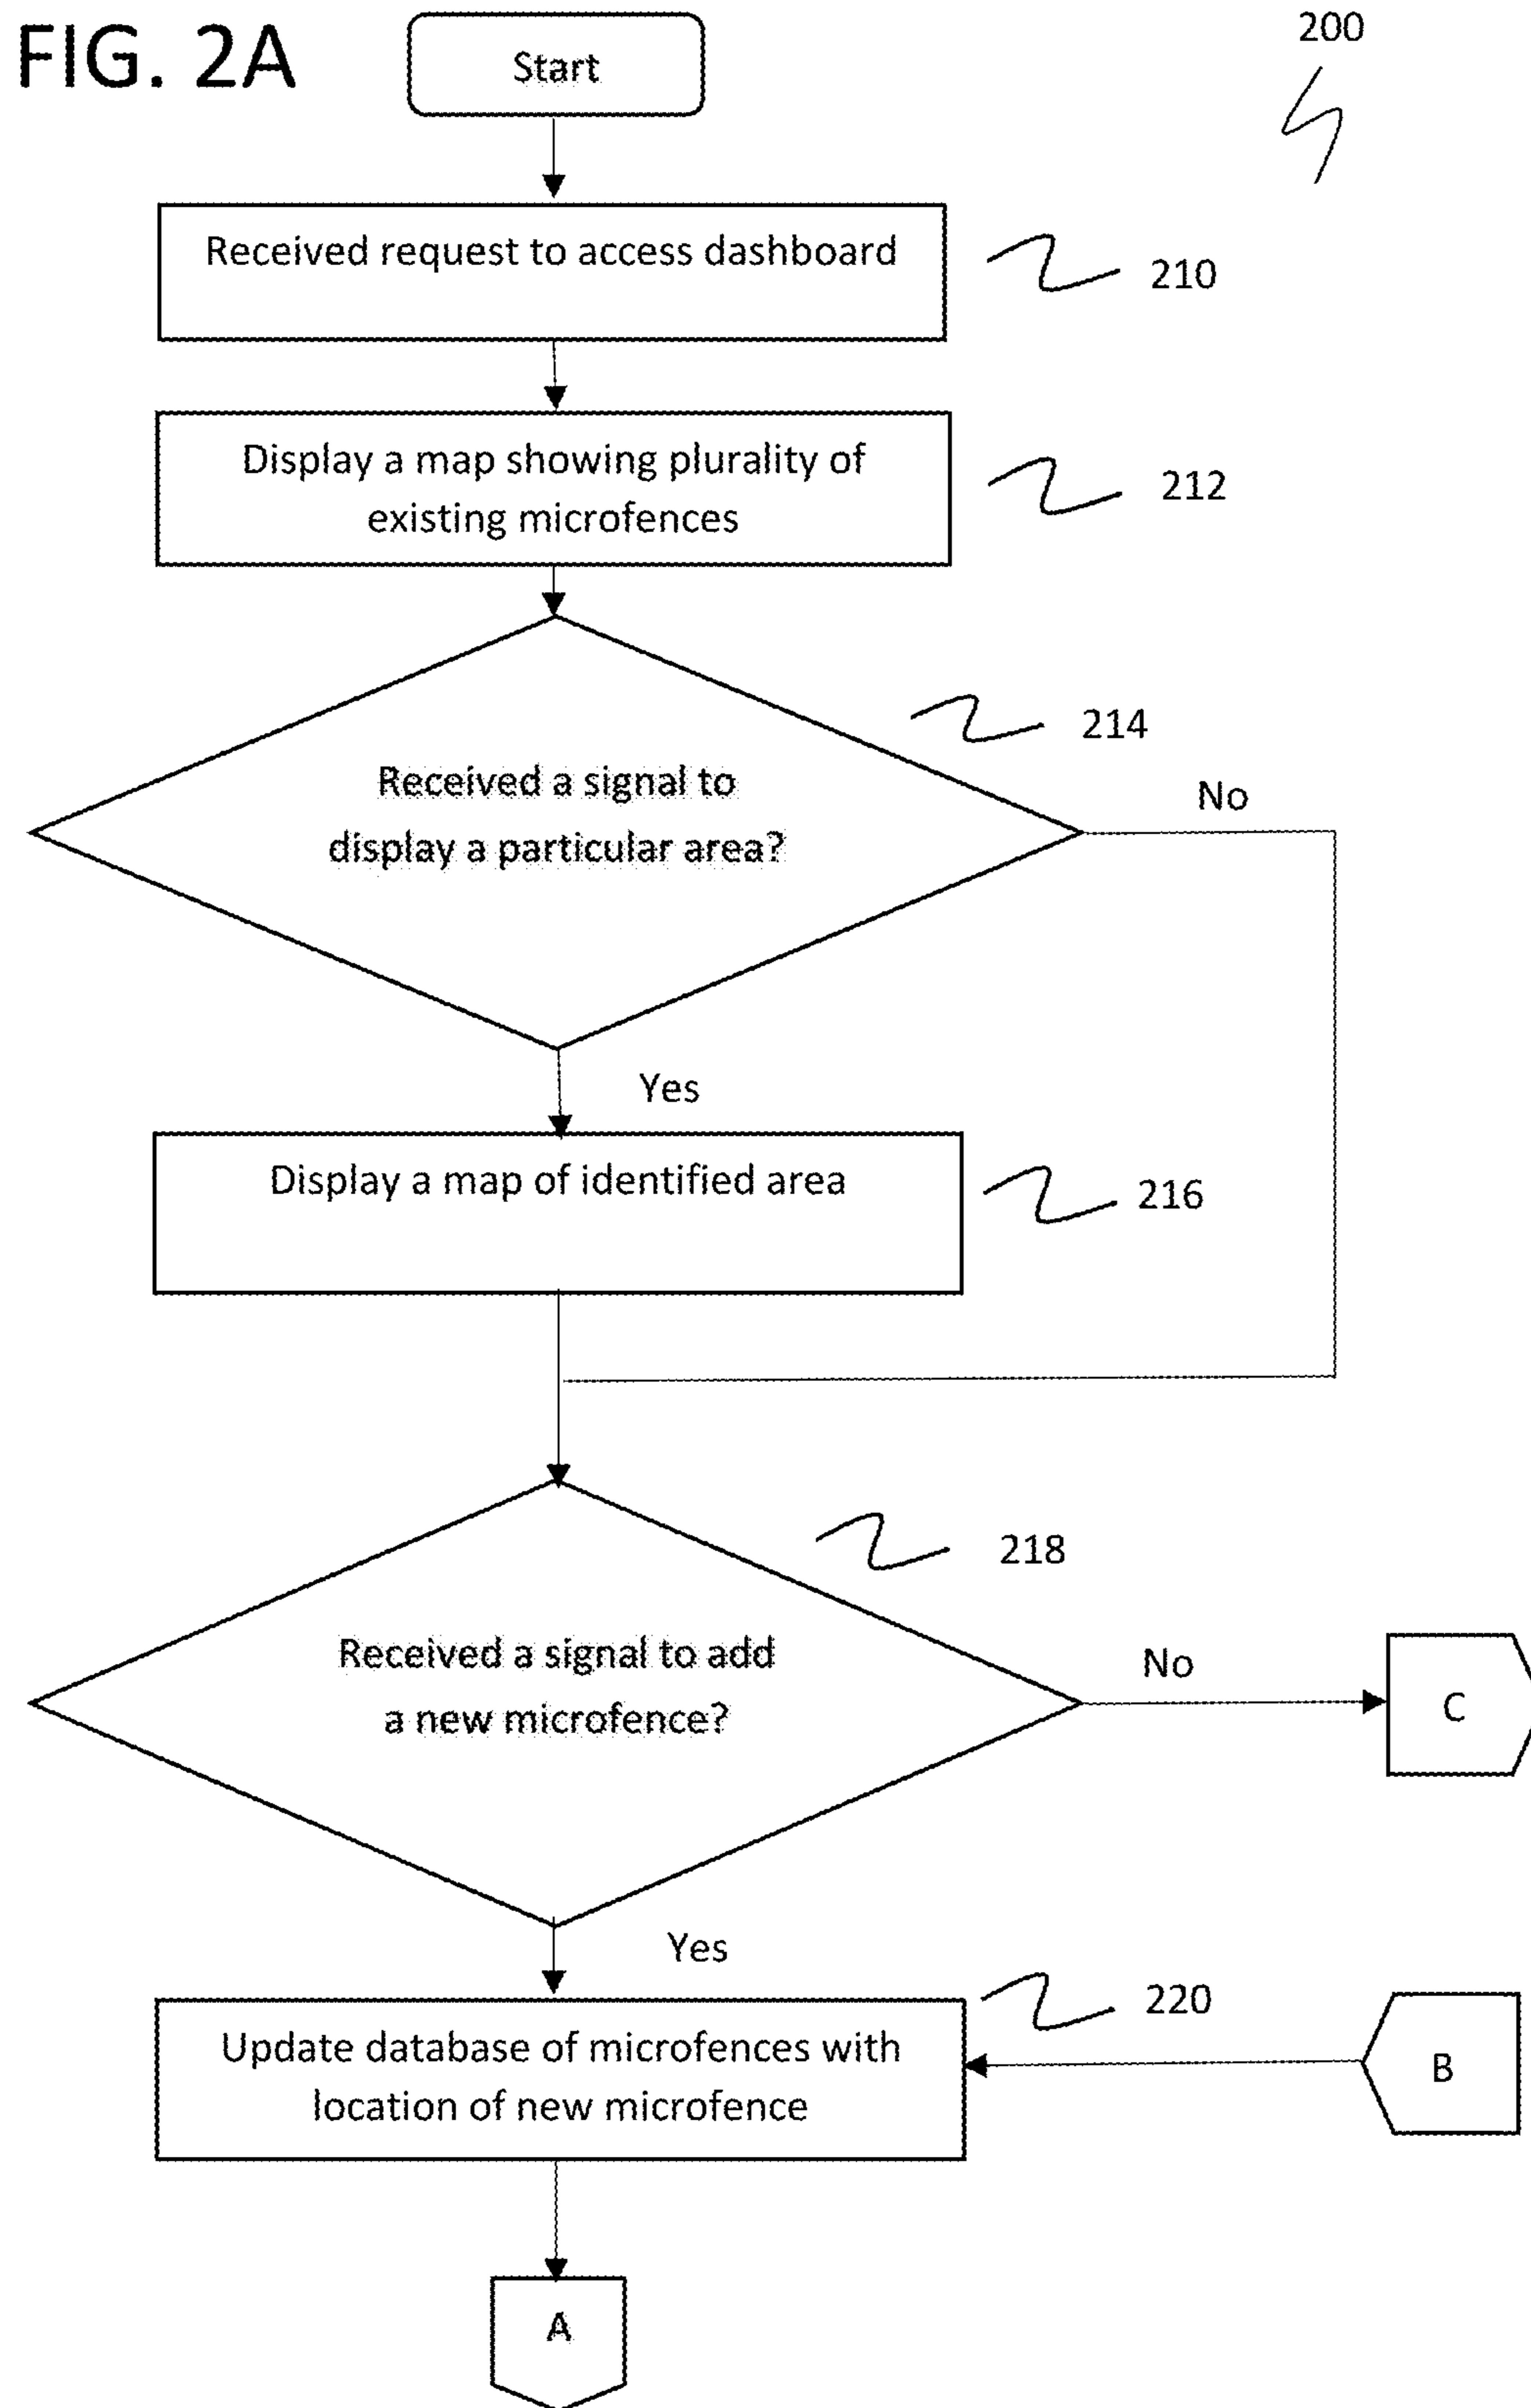 FIG. 2A
Start
200
Received request to access dashboard
210
Display a map showing plurality of
existing microfences
212
214
Received a signal to
display a particular area?
No
Yes
Display a map of identified area
216
218
Received a signal to add
a new microfence?
No
C
Yes
220
Update database of microfences with
location of new microfence
B
A